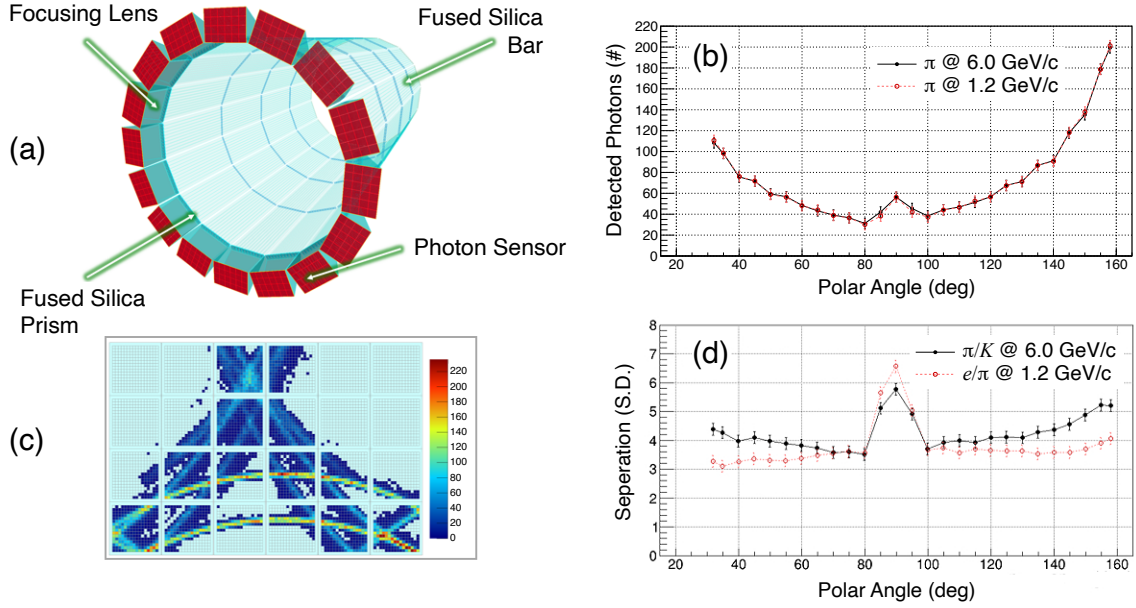 Focusing Lens
Fused Silica
Bar
(a)
Photon Sensor
Fused Silica
Prism
(b)
π @ 6.0 GeV/c
π @ 1.2 GeV/c
Detected Photons (#)
220
200
180
160
140
120
100
80
60
40
20
0
20 40 60 80 100 120 140 160
Polar Angle (deg)
(c)
220
200
180
160
140
120
100
80
60
40
20
0
(d)
π/K @ 6.0 GeV/c
e/π @ 1.2 GeV/c
Seperation (S.D.)
8
7
6
5
4
3
2
1
0
20 40 60 80 100 120 140 160
Polar Angle (deg)